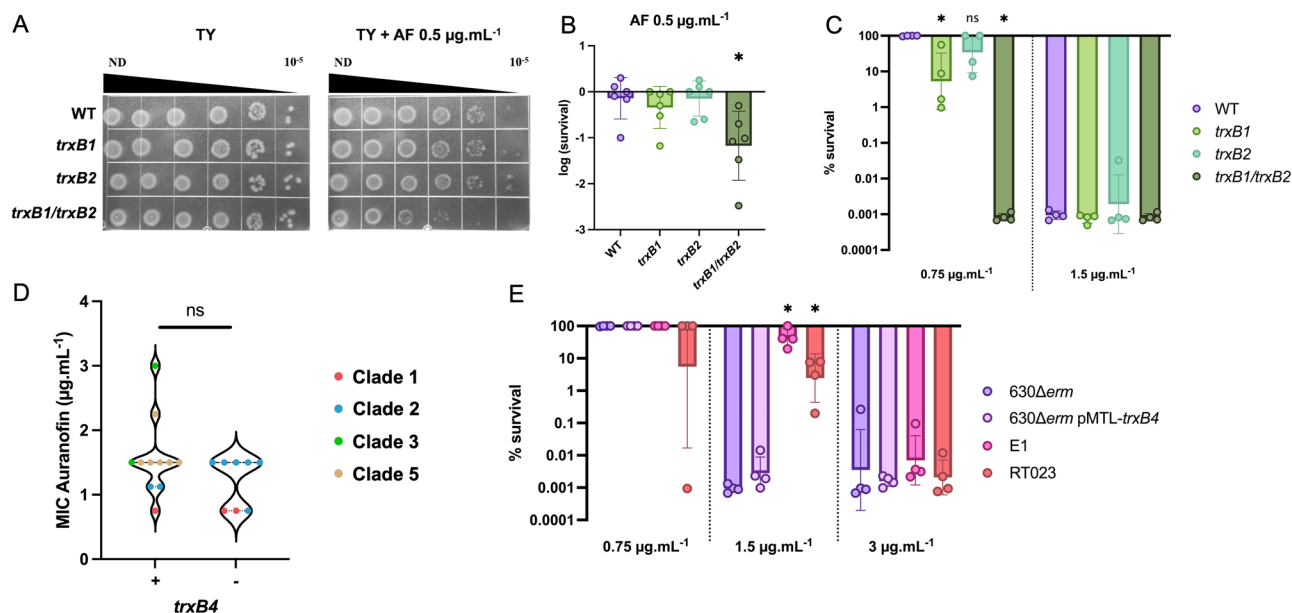 A
TY
TY + AF 0.5 µg.mL-1
ND
10-5
ND
10-5
WT
trxB1
trxB2
trxB1/trxB2
B
AF 0.5 µg.mL-1
log (survival)
1
0
-1
-2
-3
*
WT
trxB1
trxB2
trxB1/trxB2
C
% survival
100
10
1
0.1
0.01
0.001
0.0001
*
ns
*
0.75 µg.mL-1
1.5 µg.mL-1
WT
trxB1
trxB2
trxB1/trxB2
D
MIC Auranofin (µg.mL-1)
4
3
2
1
0
ns
+
-
trxB4
Clade 1
Clade 2
Clade 3
Clade 5
E
% survival
100
10
1
0.1
0.01
0.001
0.0001
*
*
0.75 µg.mL-1
1.5 µg.mL-1
3 µg.mL-1
630Δerm
630Δerm pMTL-trxB4
E1
RT023